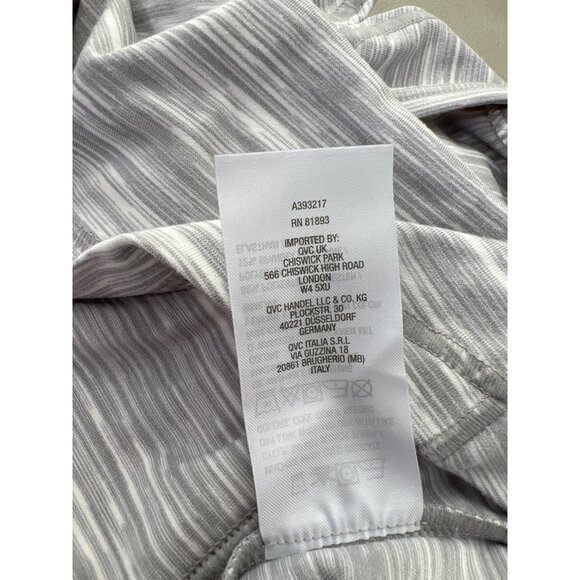 A393217
RN 81893
IMPORTED BY:
QVC UK
CHISWICK PARK
566 CHISWICK HIGH ROAD
LONDON
W4 5XU
QVC HANDEL LLC & CO. KG
PLOCKSTR. 30
40221 DÜSSELDORF
GERMANY
QVC ITALIA S.R.L
VIA GUZZINA 18
20861 BRUGHERIO (MB)
ITALY